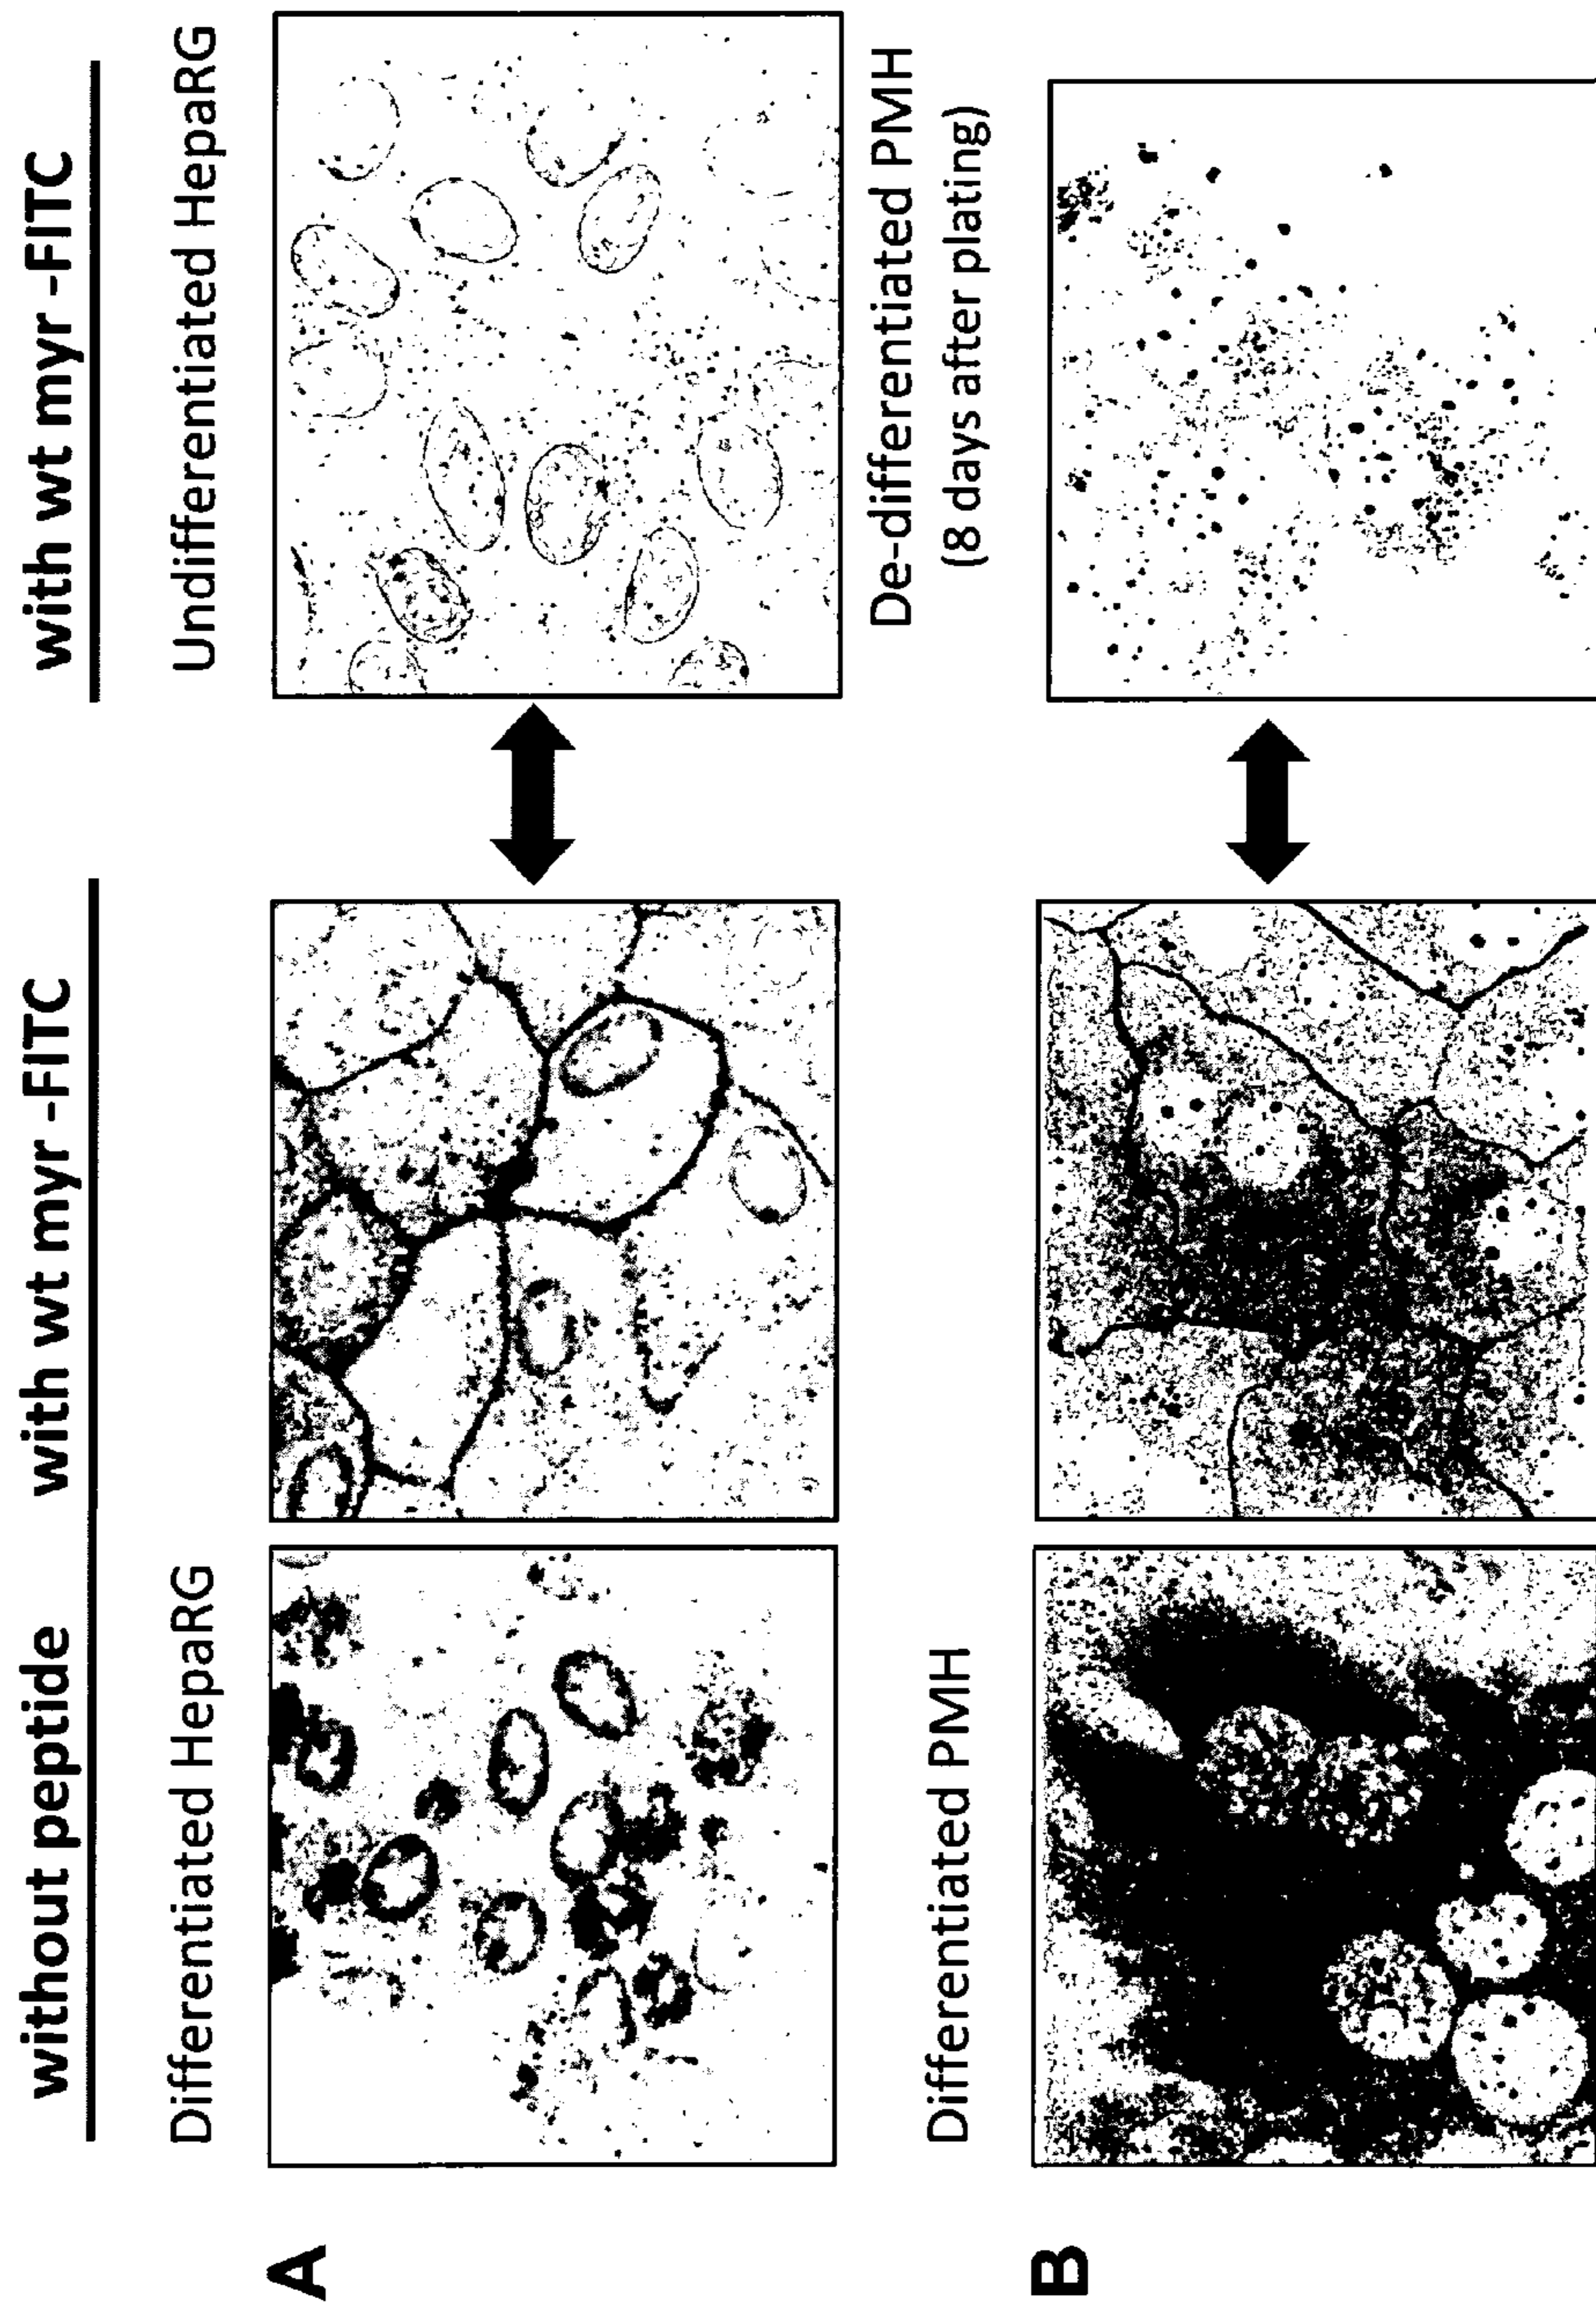 without peptide
with wt myr -FITC
with wt myr -FITC
A
Differentiated HepaRG
Undifferentiated HepaRG
B
Differentiated PMH
De-differentiated PMH
(8 days after plating)